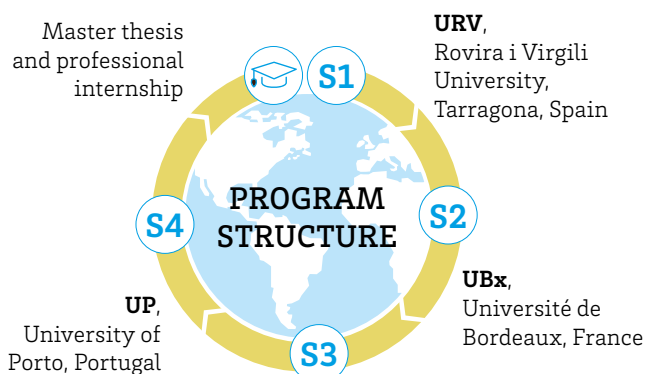 Master thesis
and professional
internship
S1
URV,
Rovira i Virgili
University,
Tarragona, Spain
PROGRAM
STRUCTURE
S2
UBx,
Université de
Bordeaux, France
S3
UP,
University of
Porto, Portugal
S4